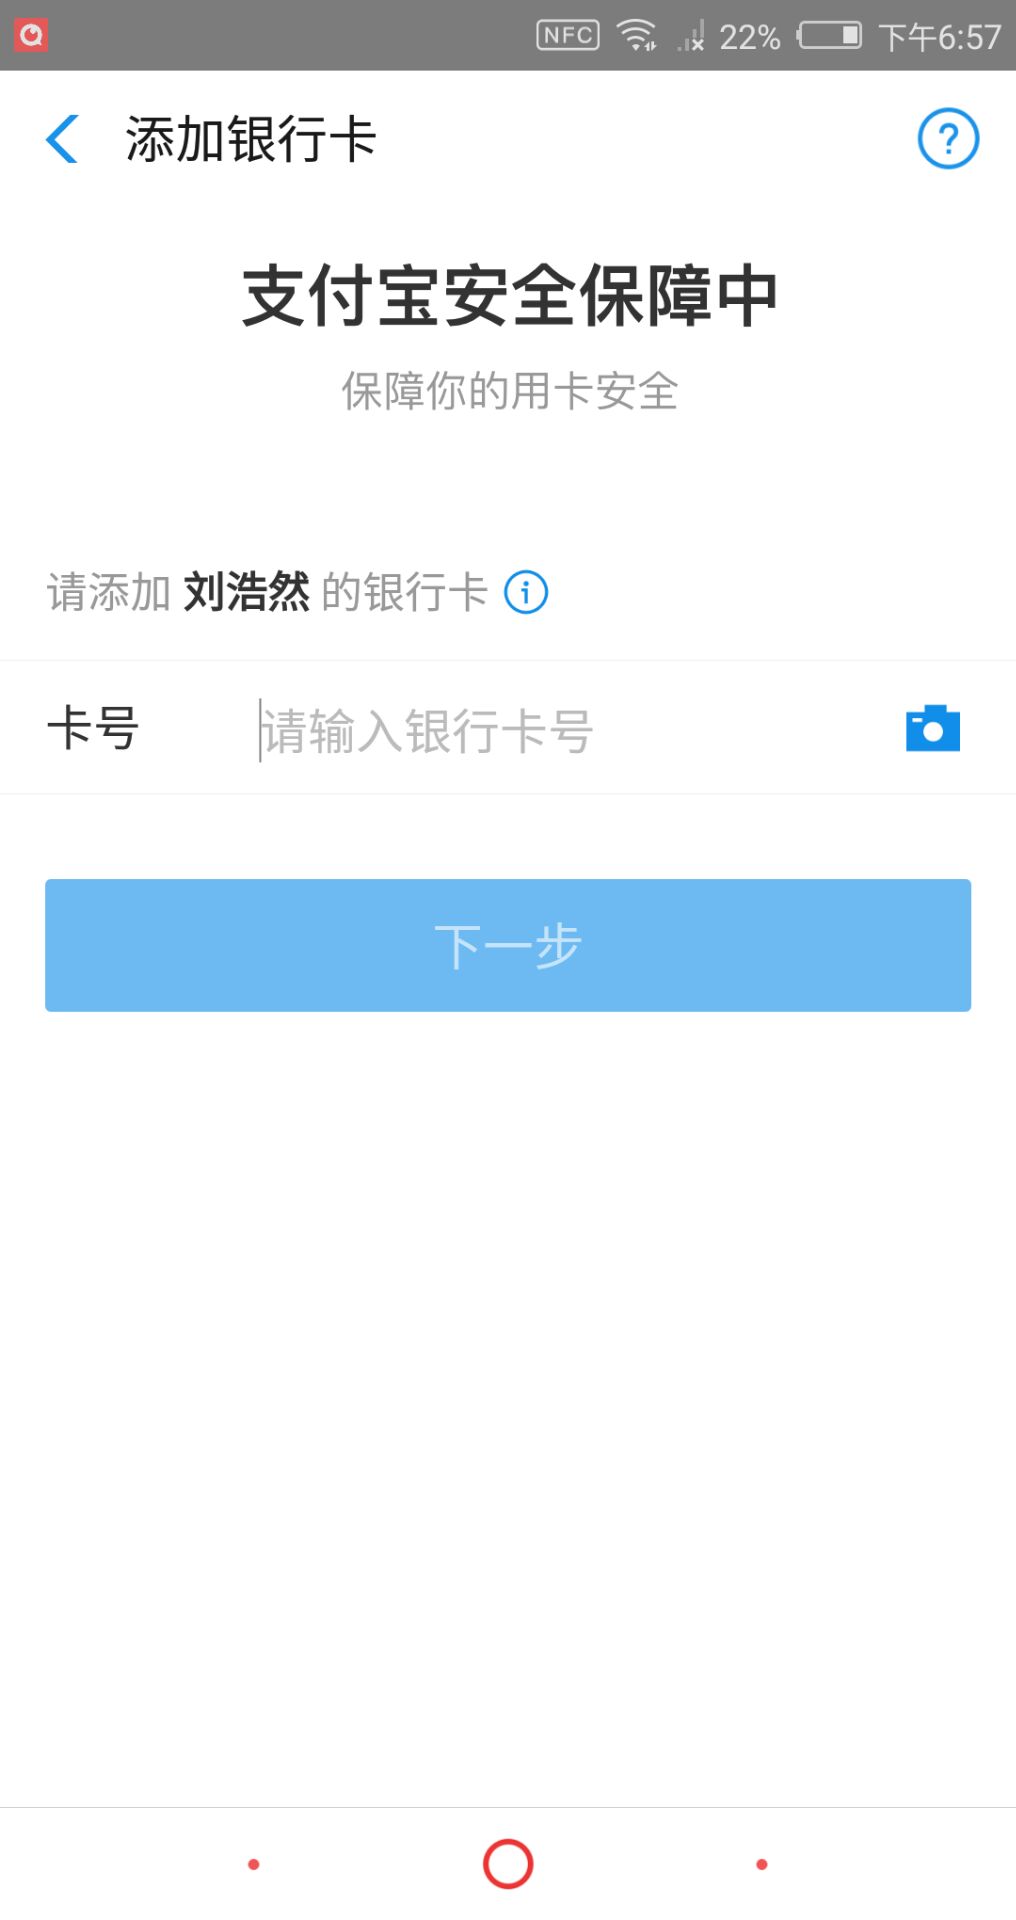 NFC 22% 下午6:57
添加银行卡
支付宝安全保障中
保障你的用卡安全
请添加 刘浩然 的银行卡
卡号 请输入银行卡号
下一步